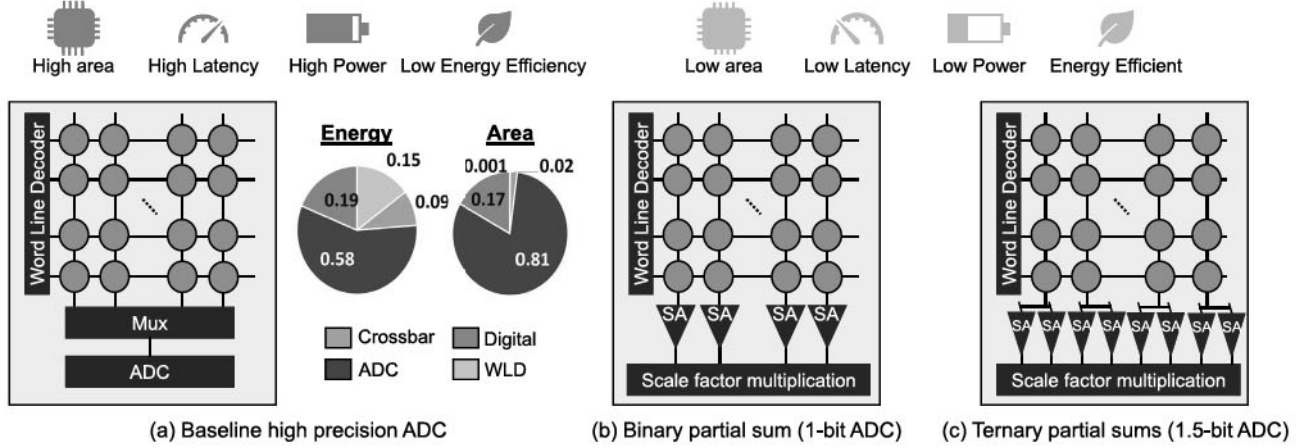 High area High Latency High Power Low Energy Efficiency Low area Low Latency Low Power Energy Efficient
Word Line Decoder
Mux
ADC
Energy
0.15
0.09
0.19
0.58
Area
0.001
0.02
0.17
0.81
Crossbar Digital
ADC WLD
Word Line Decoder
SA SA SA SA
Scale factor multiplication
Word Line Decoder
SA SA SA SA SA SA SA SA
Scale factor multiplication
(a) Baseline high precision ADC (b) Binary partial sum (1-bit ADC) (c) Ternary partial sums (1.5-bit ADC)